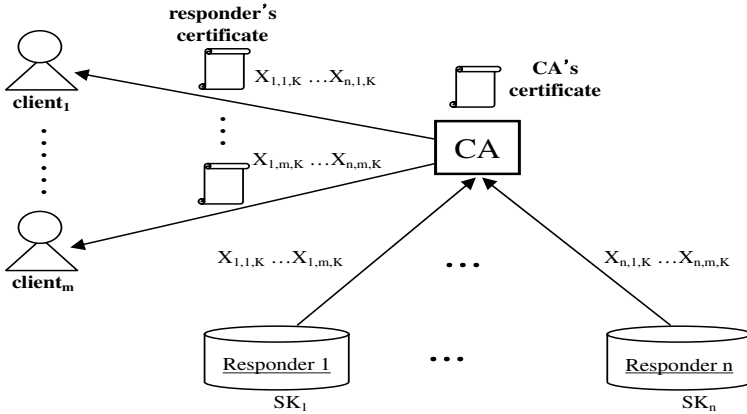 responder's
certificate
X1,1,K …Xn,1,K
CA's
certificate
client1
CA
X1,m,K …Xn,m,K
clientm
X1,1,K …X1,m,K
Xn,1,K …Xn,m,K
Responder 1
Responder n
SK1
SKn